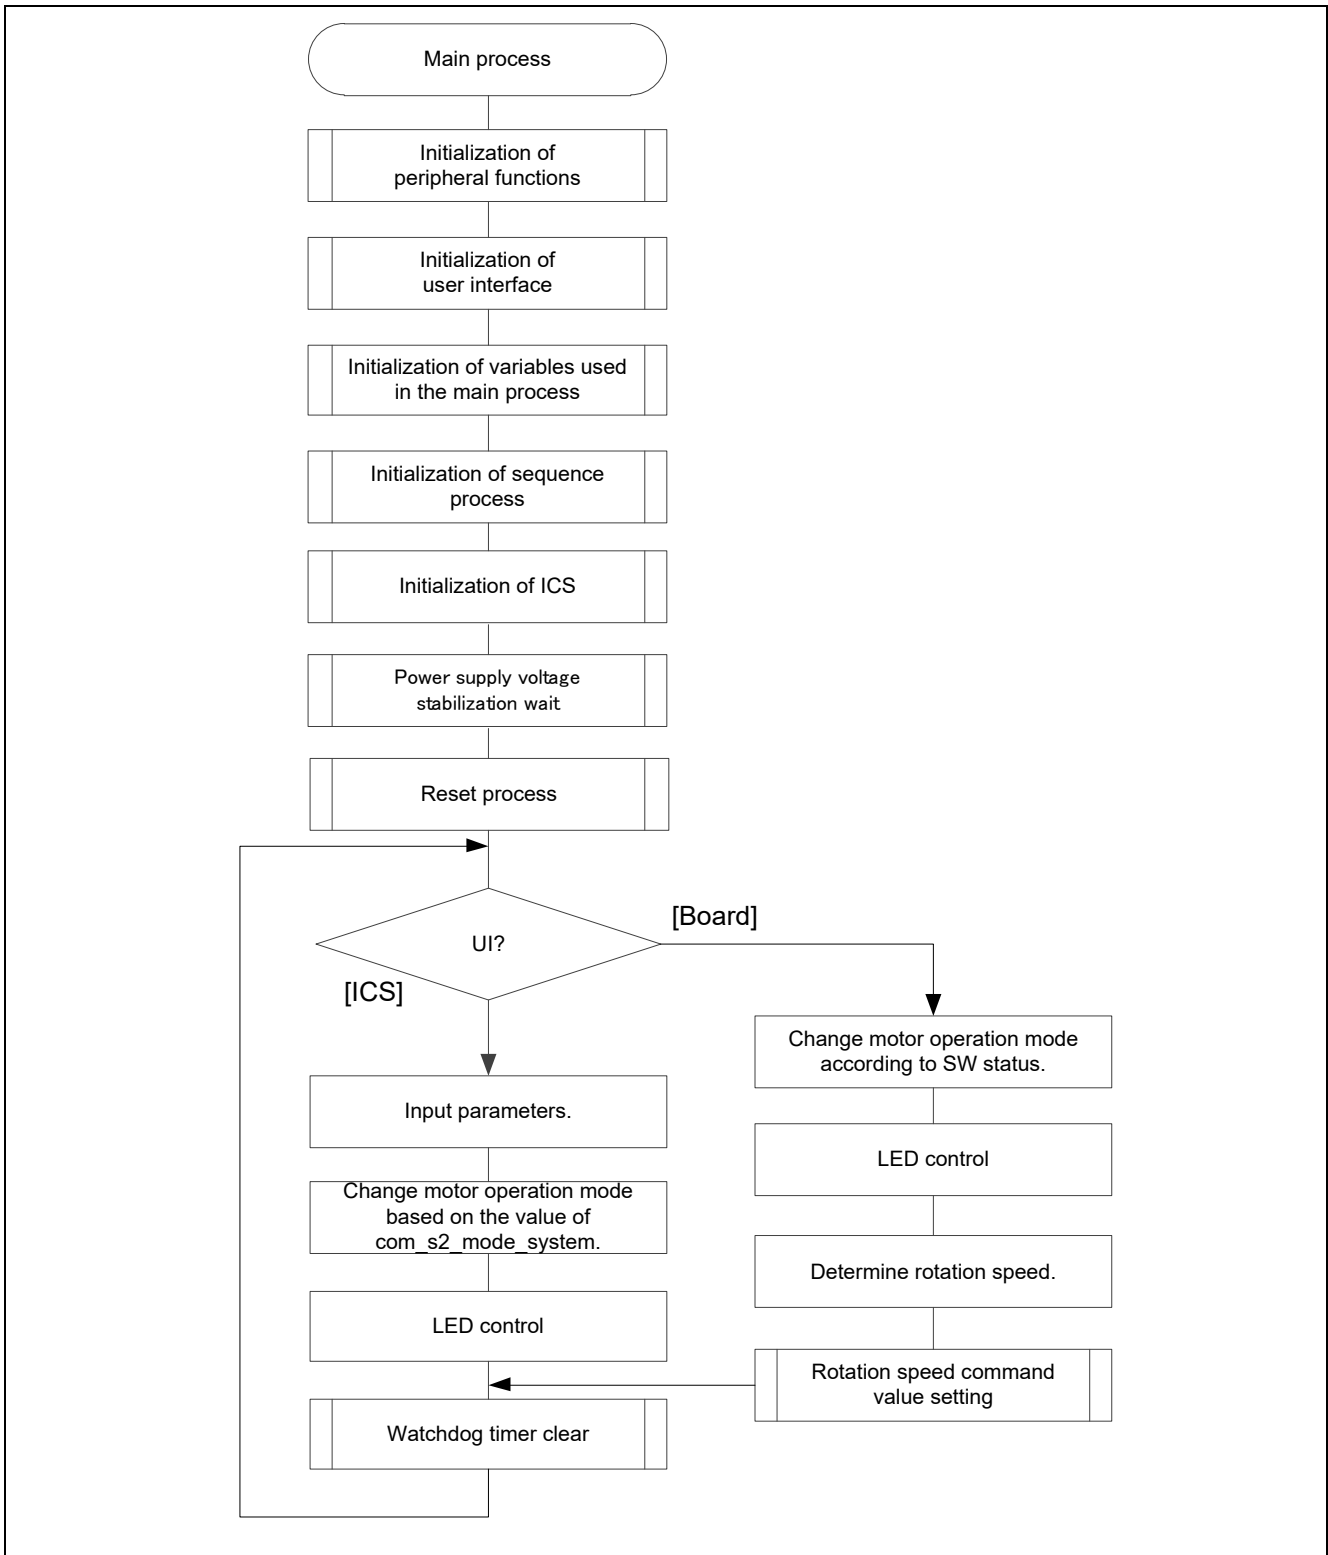 Main process
Initialization of
peripheral functions
Initialization of
user interface
Initialization of variables used
in the main process
Initialization of sequence
process
Initialization of ICS
Power supply voltage
stabilization wait
Reset process
UI?
[Board]
[ICS]
Input parameters.
Change motor operation mode
based on the value of
com_s2_mode_system.
LED control
Change motor operation mode
according to SW status.
LED control
Determine rotation speed.
Rotation speed command
value setting
Watchdog timer clear